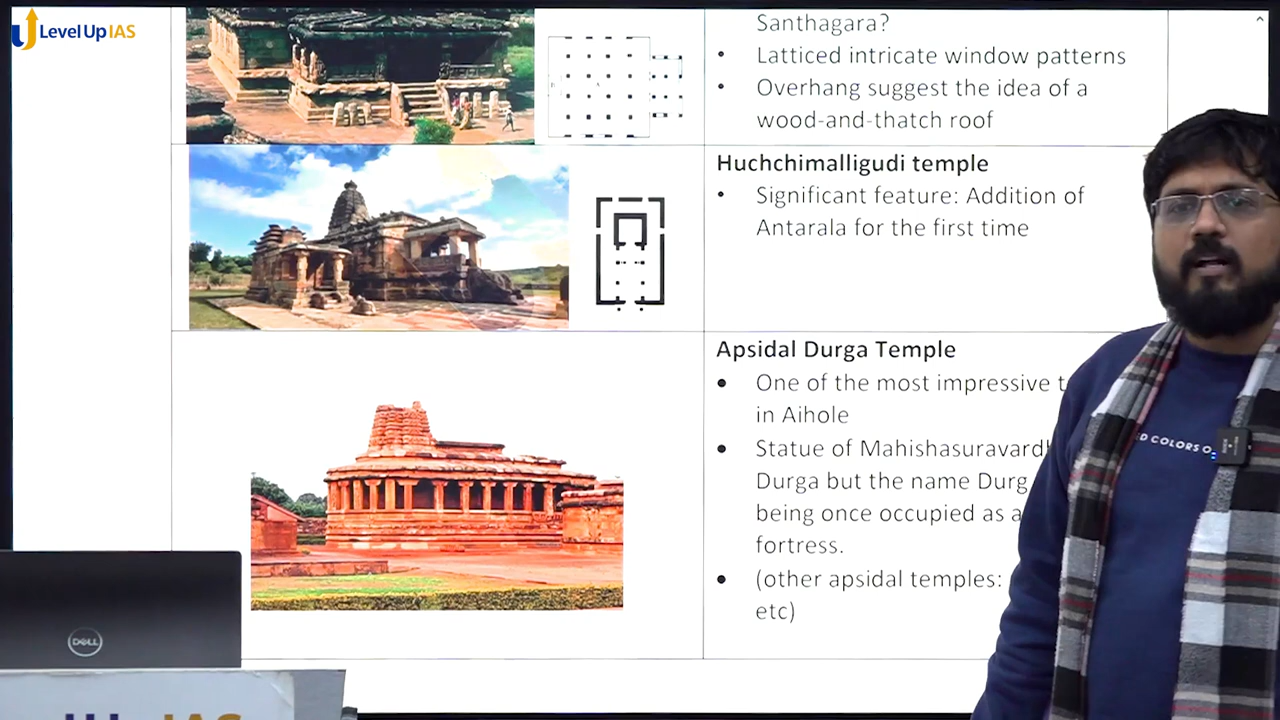 Level Up IAS
Santhagara?
• Latticed intricate window patterns
• Overhang suggest the idea of a
wood-and-thatch roof
Huchchimalligudi temple
• Significant feature: Addition of
Antarala for the first time
Apsidal Durga Temple
• One of the most impressive
in Aihole
• Statue of
Durga but the name
being once occupied as a
fortress.
• (other apsidal temples:
etc)
COLORS
DELL
IAS